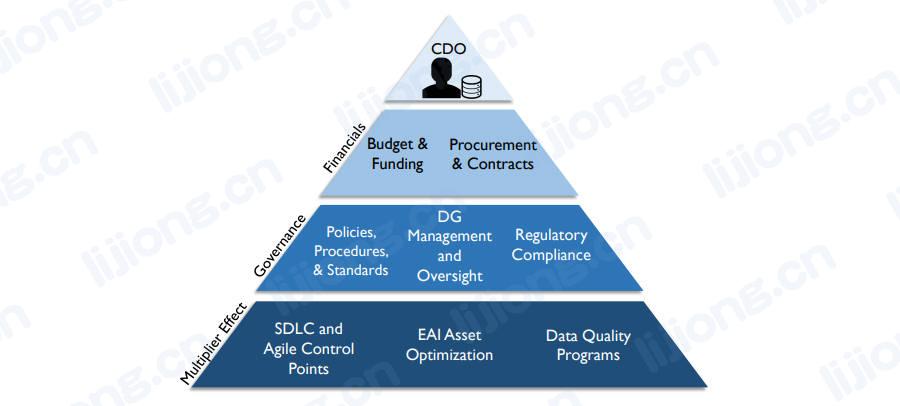 CDO
Financials
Budget &
Funding
Procurement
& Contracts
Governance
Policies,
Procedures,
& Standards
DG
Management
and
Oversight
Regulatory
Compliance
Multiplier Effect
SDLC and
Agile Control
Points
EAI Asset
Optimization
Data Quality
Programs
lijiong.cn